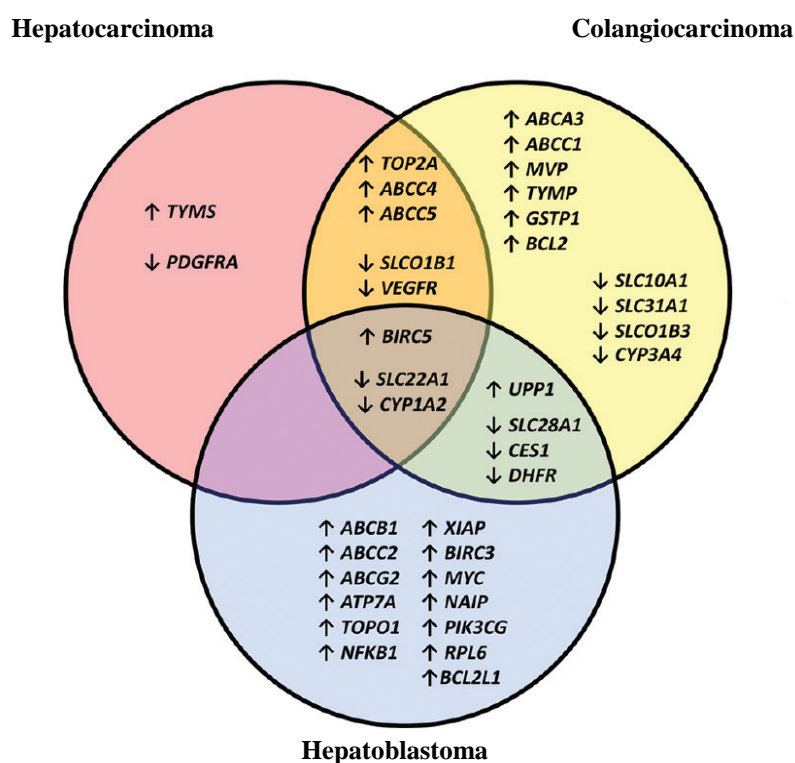 Hepatocarcinoma
Colangiocarcinoma
↑ TYMS
↓ PDGFRA
↑ TOP2A
↑ ABCC4
↑ ABCC5
↓ SLCO1B1
↓ VEGFR
↑ ABCA3
↑ ABCC1
↑ MVP
↑ TYMP
↑ GSTP1
↑ BCL2
↓ SLC10A1
↓ SLC31A1
↓ SLCO1B3
↓ CYP3A4
↑ BIRC5
↓ SLC22A1
↓ CYP1A2
↑ UPP1
↓ SLC28A1
↓ CES1
↓ DHFR
↑ ABCB1
↑ ABCC2
↑ ABCG2
↑ ATP7A
↑ TOPO1
↑ NFKB1
↑ XIAP
↑ BIRC3
↑ MYC
↑ NAIP
↑ PIK3CG
↑ RPL6
↑BCL2L1
Hepatoblastoma